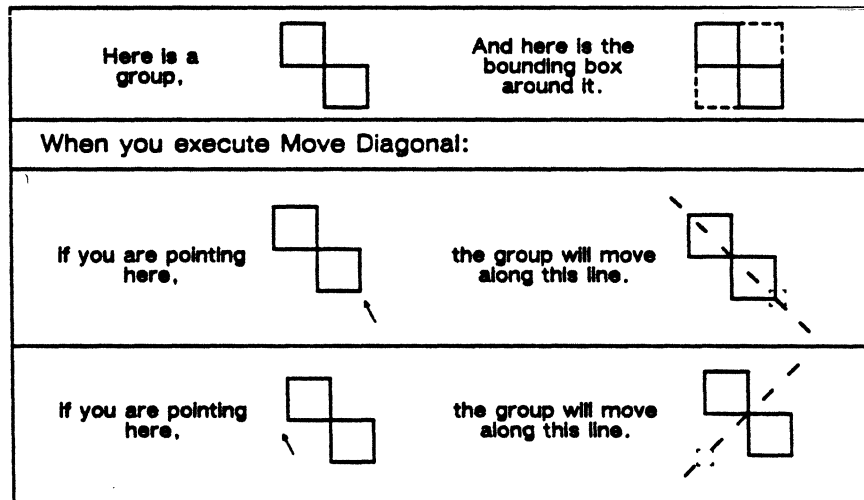 Here is a
group,
And here is the
bounding box
around it.
When you execute Move Diagonal:
if you are pointing
here,
the group will move
along this line.
if you are pointing
here,
the group will move
along this line.